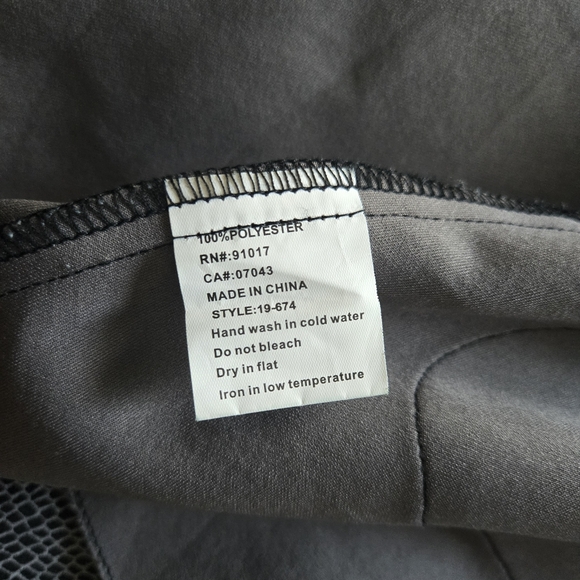 100%POLYESTER
RN#:91017
CA#:07043
MADE IN CHINA
STYLE:19-674
Hand wash in cold water
Do not bleach
Dry in flat
Iron in low temperature